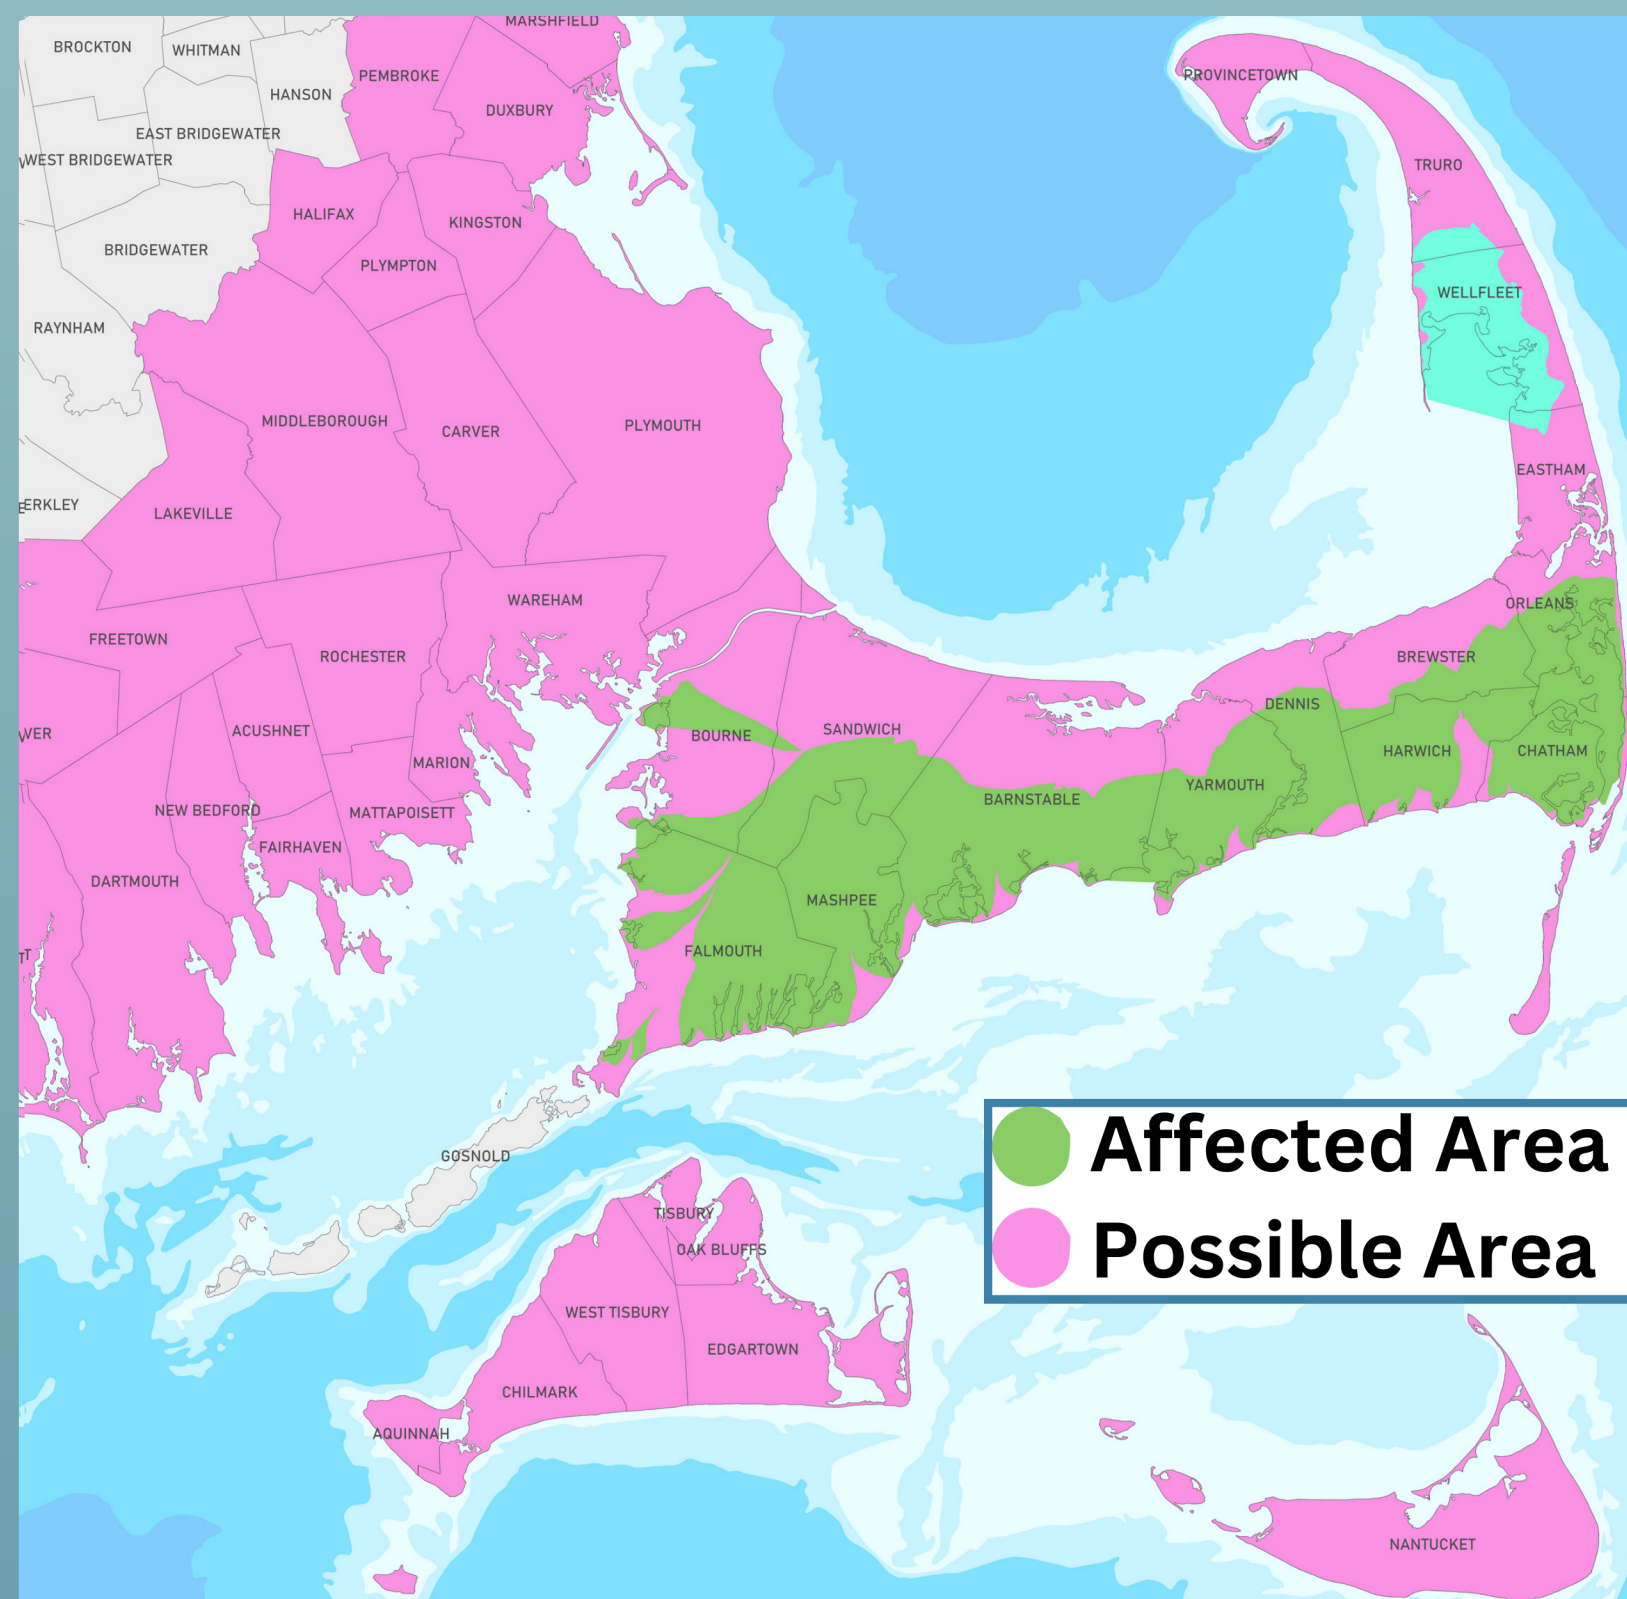 MARSHFIELD
BROCKTON
WHITMAN
PEMBROKE
PROVINCETOWN
HANSON
DUXBURY
EAST BRIDGEWATER
WEST BRIDGEWATER
TRURO
HALIFAX
KINGSTON
BRIDGEWATER
PLYMPTON
WELLFLEET
RAYNHAM
MIDDLEBOROUGH
CARVER
PLYMOUTH
EASTHAM
ERKLEY
LAKEVILLE
WAREHAM
ORLEANS
FREETOWN
ROCHESTER
BREWSTER
DENNIS
WER
ACUSHNET
BOURNE
SANDWICH
HARWICH
CHATHAM
MARION
YARMOUTH
BARNSTABLE
NEW BEDFORD
MATTAPOISETT
FAIRHAVEN
DARTMOUTH
MASHPEE
FALMOUTH
Affected Area
GOSNOLD
TISBURY
OAK BLUFFS
Possible Area
WEST TISBURY
EDGARTOWN
CHILMARK
AQUINNAH
NANTUCKET